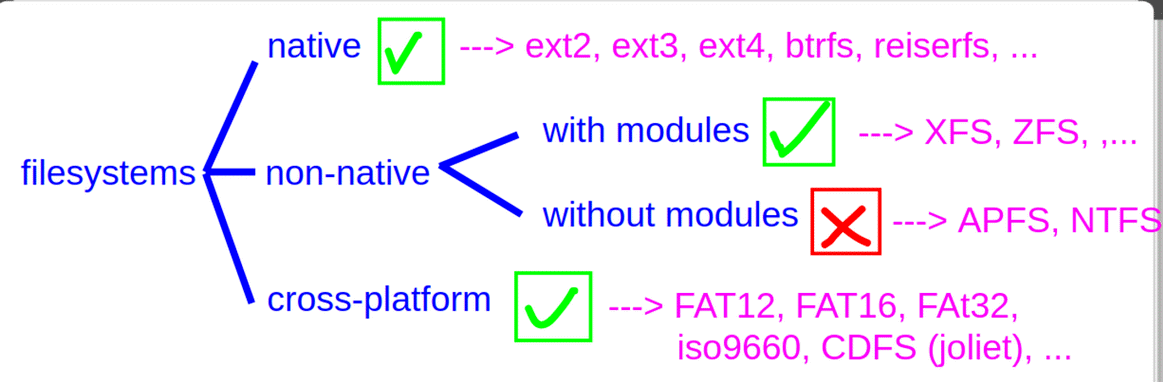 native ---> ext2, ext3, ext4, btrfs, reiserfs, ...
with modules ---> XFS, ZFS, ,...
filesystems non-native
without modules ---> APFS, NTFS
cross-platform ---> FAT12, FAT16, FAt32,
iso9660, CDFS (joliet), ...